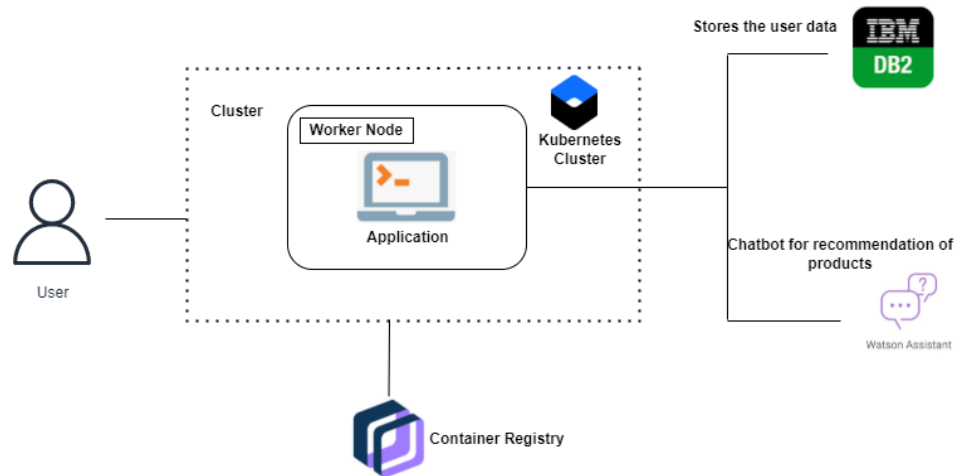 Stores the user data
IBM
DB2
Cluster
Worker Node
Kubernetes
Cluster
Application
User
Chatbot for recommendation of
products
?
Watson Assistant
Container Registry